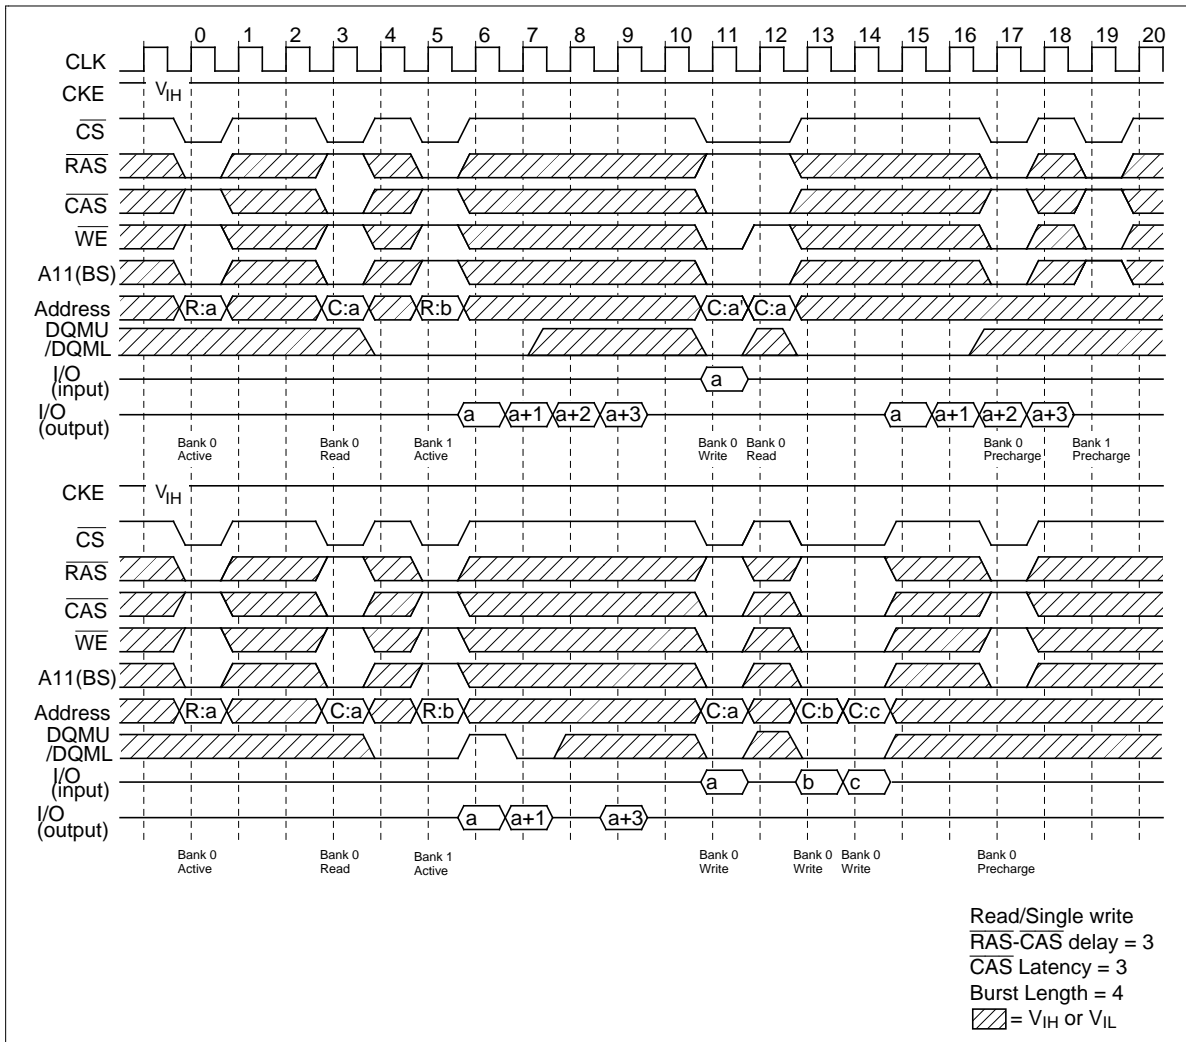 0 1 2 3 4 5 6 7 8 9 10 11 12 13 14 15 16 17 18 19 20
CLK
CKE VIH
CS
RAS
CAS
WE
A11(BS)
Address R:a C:a R:b C:a' C:a
DQMU
/DQML
I/O
(input) a
I/O
(output) a a+1 a+2 a+3 a a+1 a+2 a+3
Bank 0 Bank 0 Bank 1 Bank 0 Bank 0 Bank 0 Bank 1
Active Read Active Write Read Precharge Precharge
CKE VIH
CS
RAS
CAS
WE
A11(BS)
Address R:a C:a R:b C:a C:b C:c
DQMU
/DQML
I/O
(input) a b c
I/O
(output) a a+1 a+3
Bank 0 Bank 0 Bank 1 Bank 0 Bank 0 Bank 0 Bank 0
Active Read Active Write Write Write Precharge
Read/Single write
RAS-CAS delay = 3
CAS Latency = 3
Burst Length = 4
= VIH or VIL